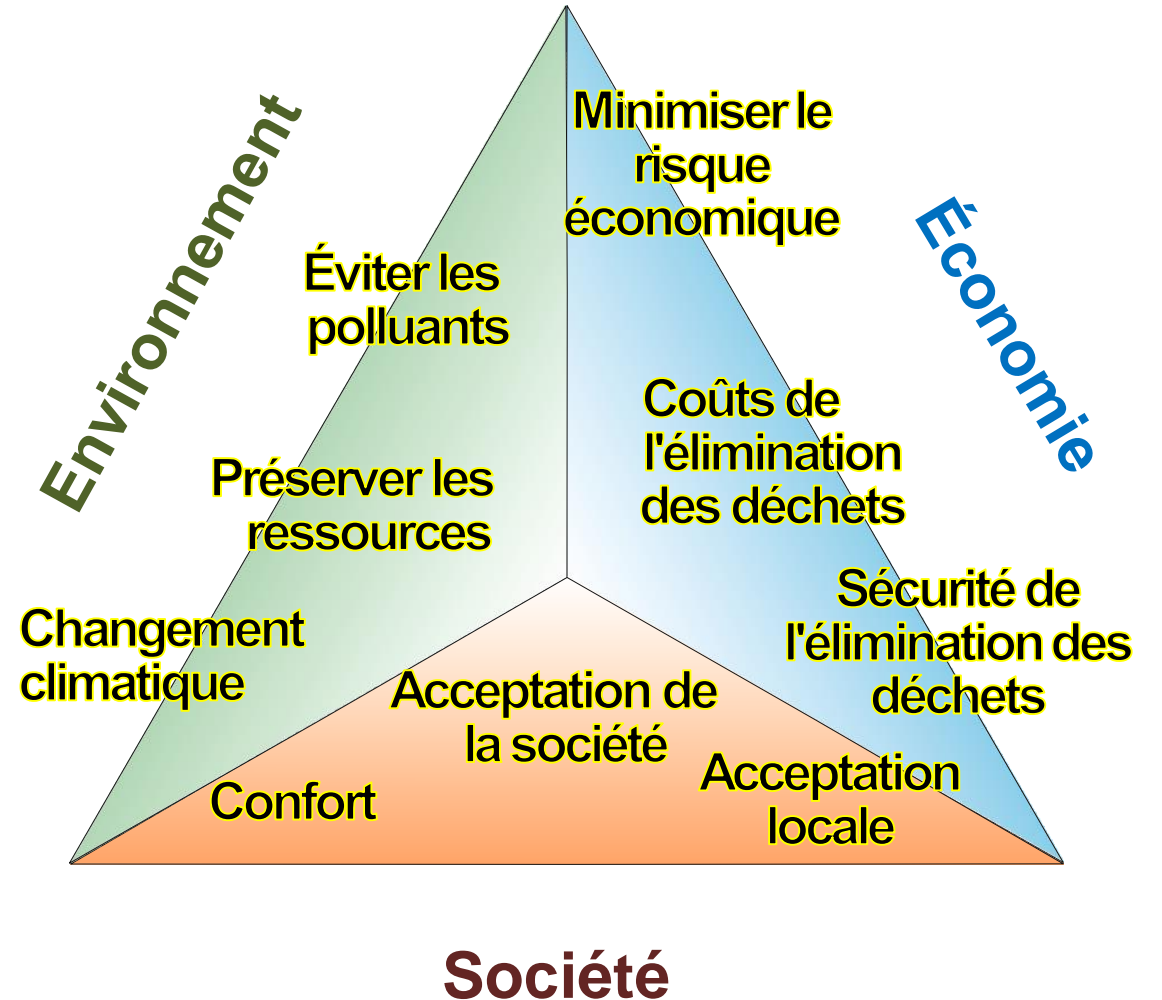 Environnement
Économie
Minimiser le
risque
économique
Éviter les
polluants
Coûts de
l'élimination
des déchets
Préserver les
ressources
Sécurité de
l'élimination des
déchets
Changement
climatique
Acceptation de
la société
Acceptation
locale
Confort
Société